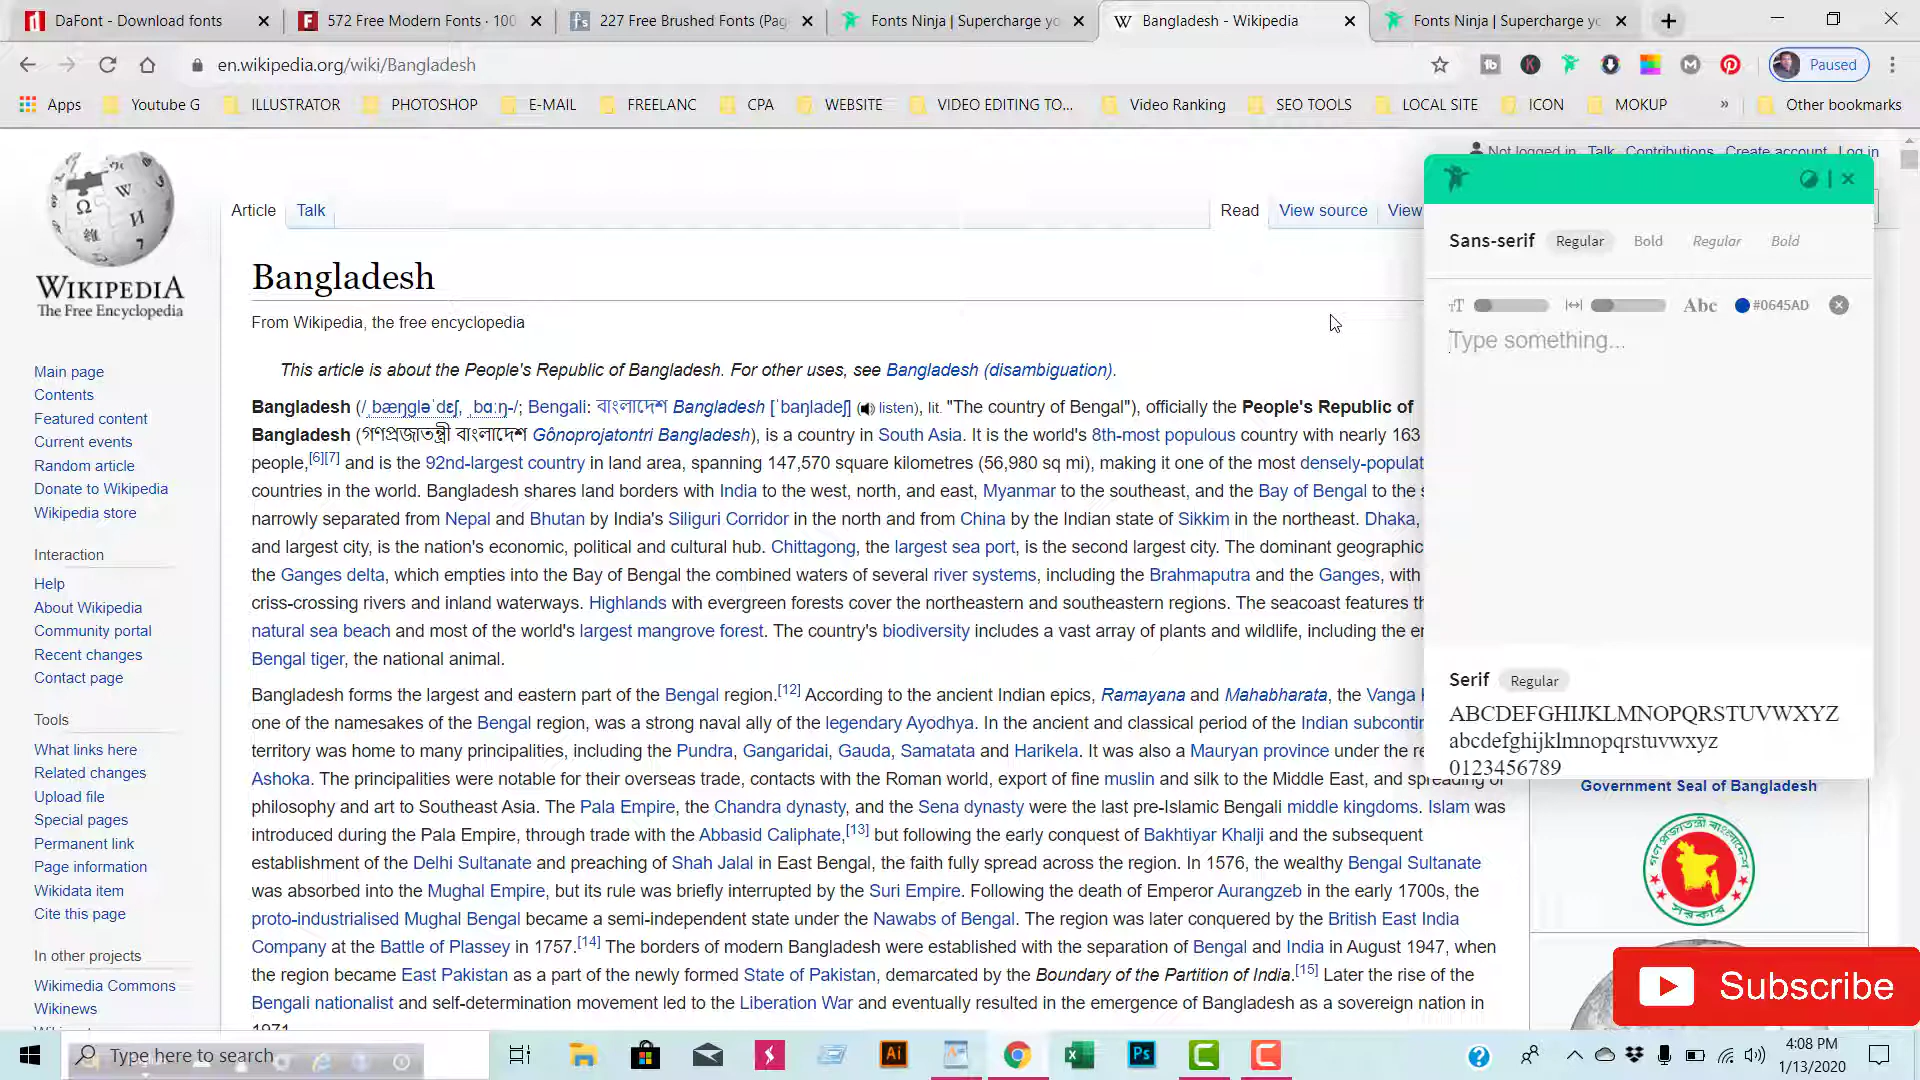 DaFont - Download fonts
572 Free Modern Fonts · 100
227 Free Brushed Fonts (Pag
Fonts Ninja | Supercharge yo
Bangladesh - Wikipedia
Fonts Ninja | Supercharge yo
en.wikipedia.org/wiki/Bangladesh
Paused
Apps
Youtube G
ILLUSTRATOR
PHOTOSHOP
E-MAIL
FREELANC
CPA
WEBSITE
VIDEO EDITING TO...
Video Ranking
SEO TOOLS
LOCAL SITE
ICON
MOKUP
»
Other bookmarks
Not logged in Talk Contributions Create account Log in
WIKIPEDIA
The Free Encyclopedia
Main page
Contents
Featured content
Current events
Random article
Donate to Wikipedia
Wikipedia store
Interaction
Help
About Wikipedia
Community portal
Recent changes
Contact page
Tools
What links here
Related changes
Upload file
Special pages
Permanent link
Page information
Wikidata item
Cite this page
In other projects
Wikimedia Commons
Wikinews
Article Talk
Read View source View
Bangladesh
From Wikipedia, the free encyclopedia
This article is about the People's Republic of Bangladesh. For other uses, see Bangladesh (disambiguation).
Bangladesh (/ˌbæŋɡləˈdɛʃ, ˌbɑːŋ-/; Bengali: বাংলাদেশ Bangladesh [ˈbaŋladeʃ] (listen), lit. "The country of Bengal"), officially the People's Republic of
Bangladesh (গণপ্রজাতন্ত্রী বাংলাদেশ Gônoprojatontri Bangladesh), is a country in South Asia. It is the world's 8th-most populous country with nearly 163
people,[6][7] and is the 92nd-largest country in land area, spanning 147,570 square kilometres (56,980 sq mi), making it one of the most densely-populat
countries in the world. Bangladesh shares land borders with India to the west, north, and east, Myanmar to the southeast, and the Bay of Bengal to the s
narrowly separated from Nepal and Bhutan by India's Siliguri Corridor in the north and from China by the Indian state of Sikkim in the northeast. Dhaka,
and largest city, is the nation's economic, political and cultural hub. Chittagong, the largest sea port, is the second largest city. The dominant geographic
the Ganges delta, which empties into the Bay of Bengal the combined waters of several river systems, including the Brahmaputra and the Ganges, with
criss-crossing rivers and inland waterways. Highlands with evergreen forests cover the northeastern and southeastern regions. The seacoast features th
natural sea beach and most of the world's largest mangrove forest. The country's biodiversity includes a vast array of plants and wildlife, including the en
Bengal tiger, the national animal.
Bangladesh forms the largest and eastern part of the Bengal region.[12] According to the ancient Indian epics, Ramayana and Mahabharata, the Vanga
one of the namesakes of the Bengal region, was a strong naval ally of the legendary Ayodhya. In the ancient and classical period of the Indian subcontin
territory was home to many principalities, including the Pundra, Gangaridai, Gauda, Samatata and Harikela. It was also a Mauryan province under the re
Ashoka. The principalities were notable for their overseas trade, contacts with the Roman world, export of fine muslin and silk to the Middle East, and spreading of
philosophy and art to Southeast Asia. The Pala Empire, the Chandra dynasty, and the Sena dynasty were the last pre-Islamic Bengali middle kingdoms. Islam was
introduced during the Pala Empire, through trade with the Abbasid Caliphate,[13] but following the early conquest of Bakhtiyar Khalji and the subsequent
establishment of the Delhi Sultanate and preaching of Shah Jalal in East Bengal, the faith fully spread across the region. In 1576, the wealthy Bengal Sultanate
was absorbed into the Mughal Empire, but its rule was briefly interrupted by the Suri Empire. Following the death of Emperor Aurangzeb in the early 1700s, the
proto-industrialised Mughal Bengal became a semi-independent state under the Nawabs of Bengal. The region was later conquered by the British East India
Company at the Battle of Plassey in 1757.[14] The borders of modern Bangladesh were established with the separation of Bengal and India in August 1947, when
the region became East Pakistan as a part of the newly formed State of Pakistan, demarcated by the Boundary of the Partition of India.[15] Later the rise of the
Bengali nationalist and self-determination movement led to the Liberation War and eventually resulted in the emergence of Bangladesh as a sovereign nation in
1971
Sans-serif Regular Bold Regular Bold
Abc #0645AD
Type something...
Serif Regular
ABCDEFGHIJKLMNOPQRSTUVWXYZ
abcdefghijklmnopqrstuvwxyz
0123456789
Government Seal of Bangladesh
গণপ্রজাতন্ত্রী বাংলাদেশ
সরকার
Subscribe
Type here to search
4:08 PM
1/13/2020